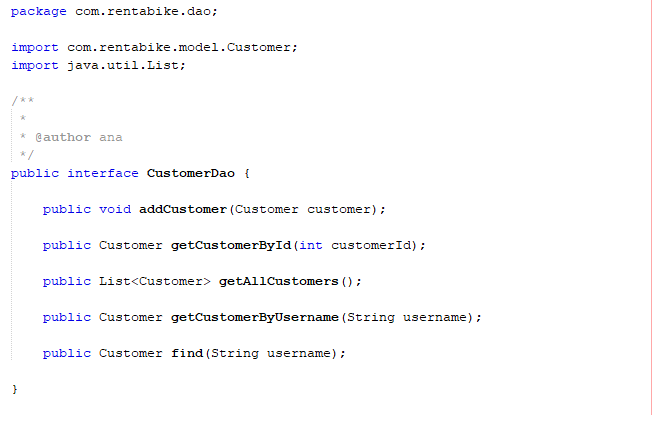 package com.rentabike.dao;
import com.rentabike.model.Customer;
import java.util.List;
/**
*
* @author ana
*/
public interface CustomerDao {
public void addCustomer(Customer customer);
public Customer getCustomerById(int customerId);
public List<Customer> getAllCustomers();
public Customer getCustomerByUsername(String username);
public Customer find(String username);
}